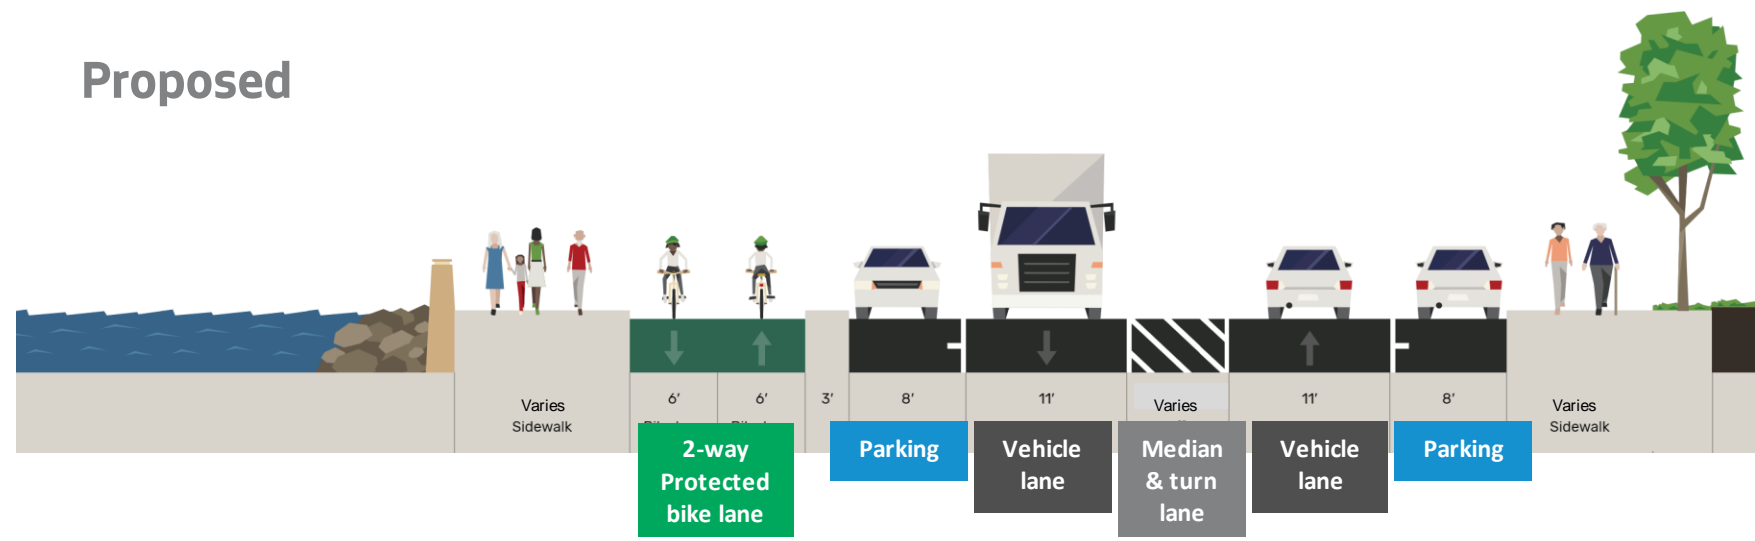 Proposed
6' 6' 3' 8' 11' 11' 8'
Varies Varies Varies
Sidewalk Sidewalk
2-way
Protected
bike lane
Parking
Vehicle
lane
Median
& turn
lane
Vehicle
lane
Parking